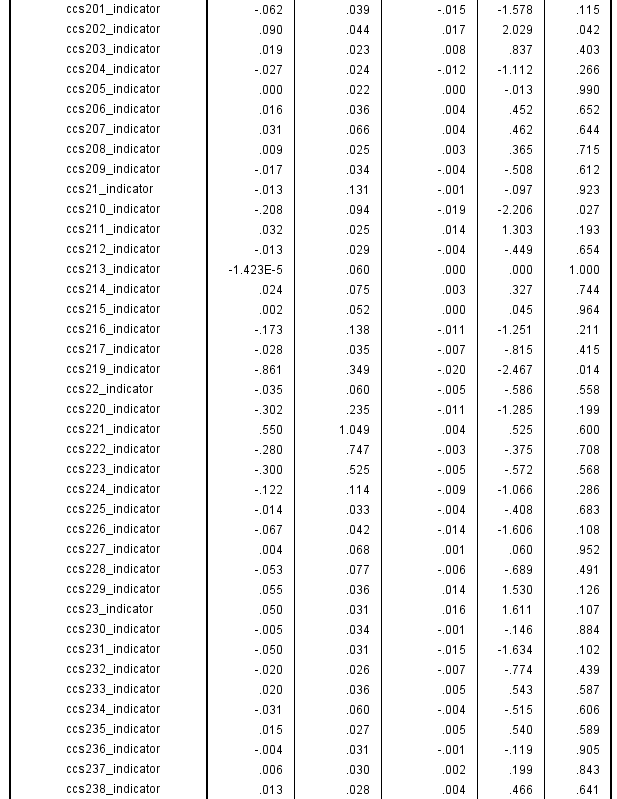 ccs201_indicator -.062 .039 -.015 -1.578 .115
ccs202_indicator .090 .044 .017 2.029 .042
ccs203_indicator .019 .023 .008 .837 .403
ccs204_indicator -.027 .024 -.012 -1.112 .266
ccs205_indicator .000 .022 .000 -.013 .990
ccs206_indicator .016 .036 .004 .452 .652
ccs207_indicator .031 .066 .004 .462 .644
ccs208_indicator .009 .025 .003 .365 .715
ccs209_indicator -.017 .034 -.004 -.508 .612
ccs21_indicator -.013 .131 -.001 -.097 .923
ccs210_indicator -.208 .094 -.019 -2.206 .027
ccs211_indicator .032 .025 .014 1.303 .193
ccs212_indicator -.013 .029 -.004 -.449 .654
ccs213_indicator -1.423E-5 .060 .000 .000 1.000
ccs214_indicator .024 .075 .003 .327 .744
ccs215_indicator .002 .052 .000 .045 .964
ccs216_indicator -.173 .138 -.011 -1.251 .211
ccs217_indicator -.028 .035 -.007 -.815 .415
ccs219_indicator -.861 .349 -.020 -2.467 .014
ccs22_indicator -.035 .060 -.005 -.586 .558
ccs220_indicator -.302 .235 -.011 -1.285 .199
ccs221_indicator .550 1.049 .004 .525 .600
ccs222_indicator -.280 .747 -.003 -.375 .708
ccs223_indicator -.300 .525 -.005 -.572 .568
ccs224_indicator -.122 .114 -.009 -1.066 .286
ccs225_indicator -.014 .033 -.004 -.408 .683
ccs226_indicator -.067 .042 -.014 -1.606 .108
ccs227_indicator .004 .068 .001 .060 .952
ccs228_indicator -.053 .077 -.006 -.689 .491
ccs229_indicator .055 .036 .014 1.530 .126
ccs23_indicator .050 .031 .016 1.611 .107
ccs230_indicator -.005 .034 -.001 -.146 .884
ccs231_indicator -.050 .031 -.015 -1.634 .102
ccs232_indicator -.020 .026 -.007 -.774 .439
ccs233_indicator .020 .036 .005 .543 .587
ccs234_indicator -.031 .060 -.004 -.515 .606
ccs235_indicator .015 .027 .005 .540 .589
ccs236_indicator -.004 .031 -.001 -.119 .905
ccs237_indicator .006 .030 .002 .199 .843
ccs238_indicator .013 .028 .004 .466 .641